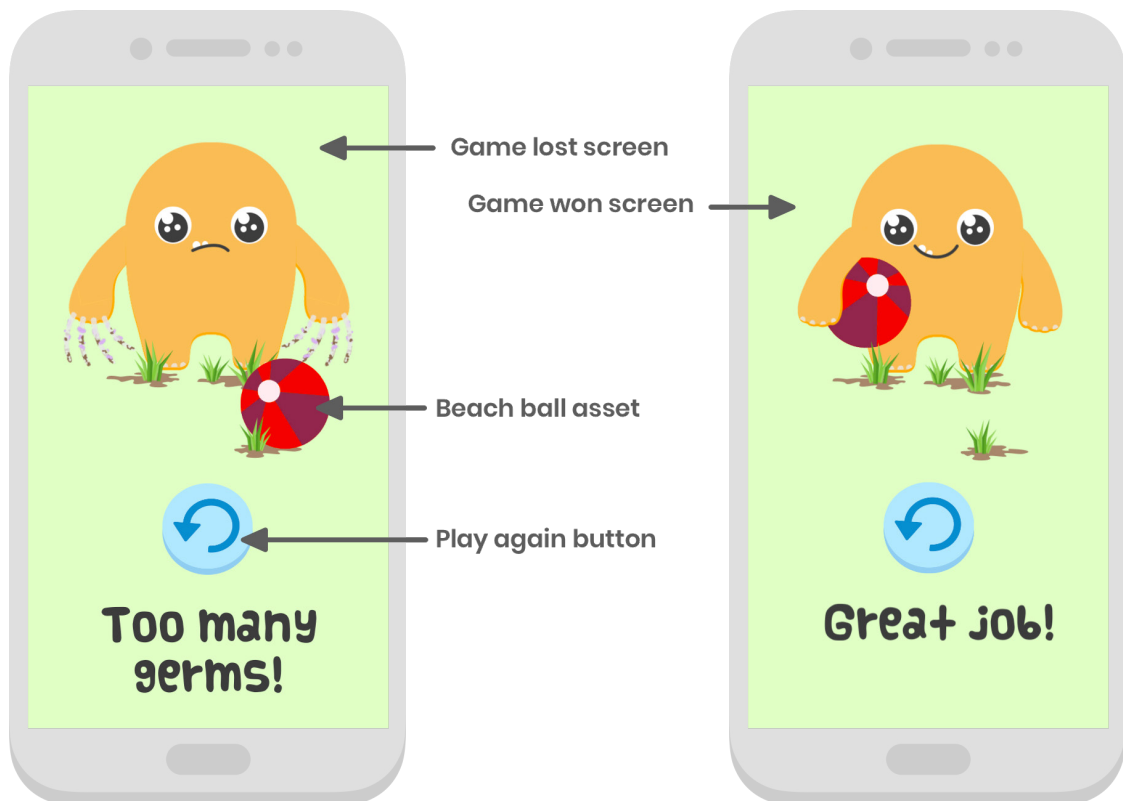 Game lost screen
Game won screen
Beach ball asset
Play again button
Too many
germs!
Great job!